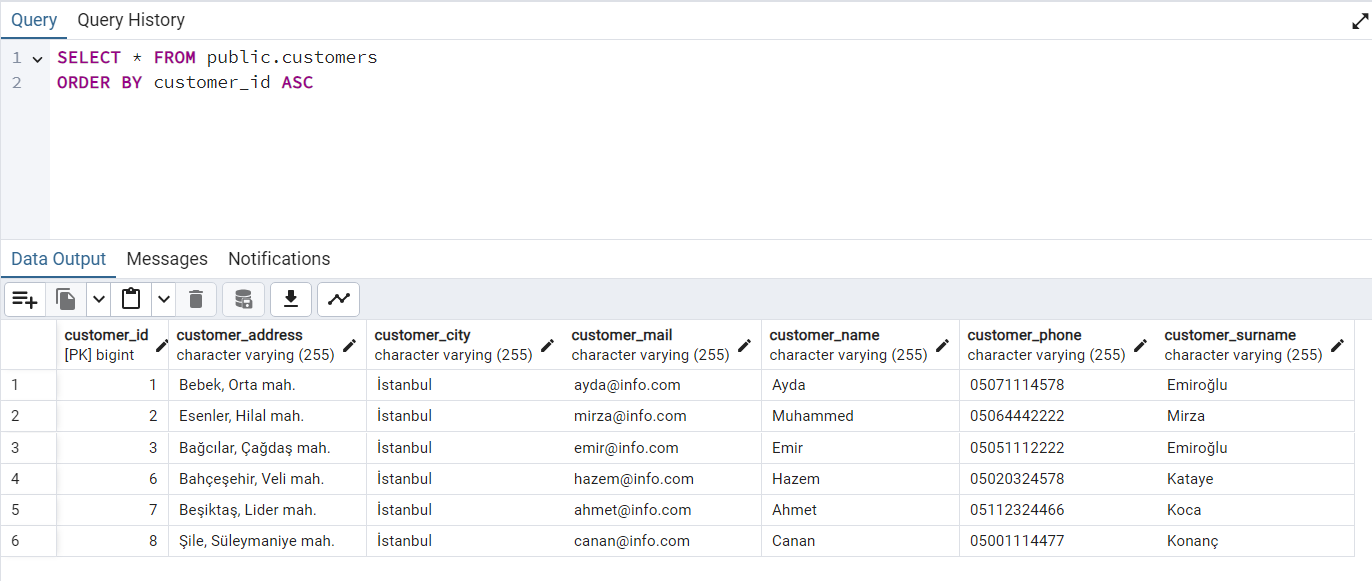 Query Query History
1 SELECT * FROM public.customers
2 ORDER BY customer_id ASC
Data Output Messages Notifications
customer_id customer_address customer_city customer_mail customer_name customer_phone customer_surname
[PK] bigint character varying (255) character varying (255) character varying (255) character varying (255) character varying (255) character varying (255)
1 1 Bebek, Orta mah. İstanbul ayda@info.com Ayda 05071114578 Emiroğlu
2 2 Esenler, Hilal mah. İstanbul mirza@info.com Muhammed 05064442222 Mirza
3 3 Bağcılar, Çağdaş mah. İstanbul emir@info.com Emir 05051112222 Emiroğlu
4 6 Bahçeşehir, Veli mah. İstanbul hazem@info.com Hazem 05020324578 Kataye
5 7 Beşiktaş, Lider mah. İstanbul ahmet@info.com Ahmet 05112324466 Koca
6 8 Şile, Süleymaniye mah. İstanbul canan@info.com Canan 05001114477 Konanç